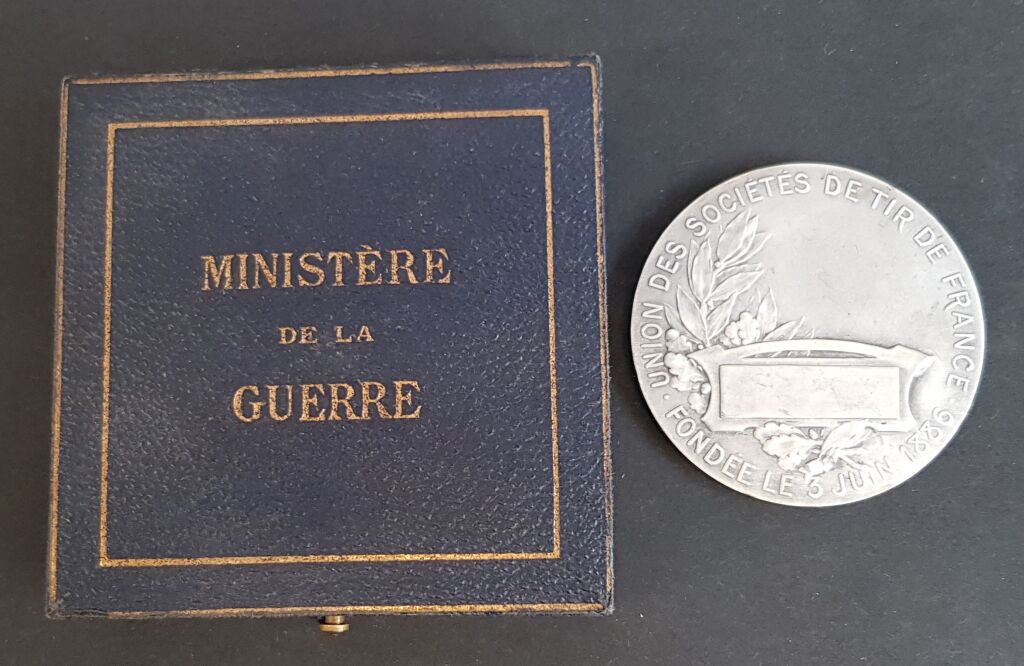 MINISTÈRE
DE LA
GUERRE
UNION DES SOCIÉTÉS DE TIR DE FRANCE
· FONDÉE LE 3 JUIN 1886